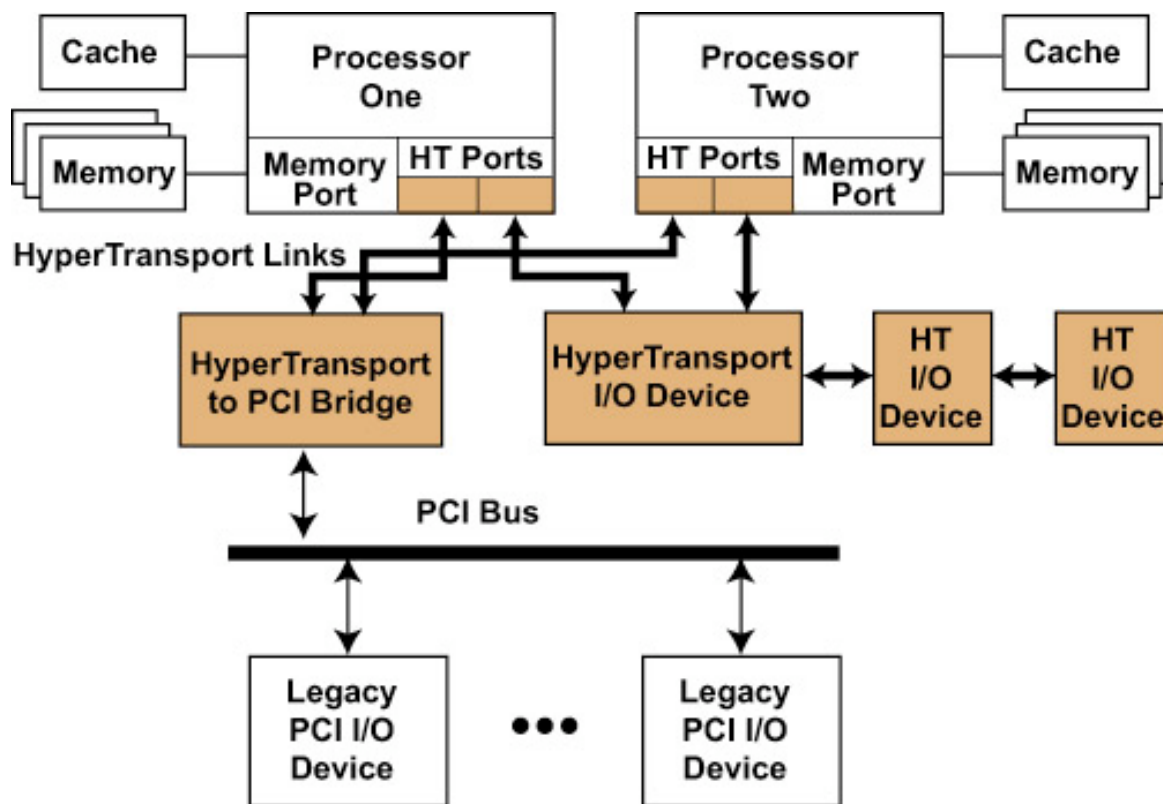 Cache
Processor
One
Processor
Two
Cache
Memory
Memory
Port
HT Ports
HT Ports
Memory
Port
Memory
HyperTransport Links
HyperTransport
to PCI Bridge
HyperTransport
I/O Device
HT
I/O
Device
HT
I/O
Device
PCI Bus
Legacy
PCI I/O
Device
Legacy
PCI I/O
Device